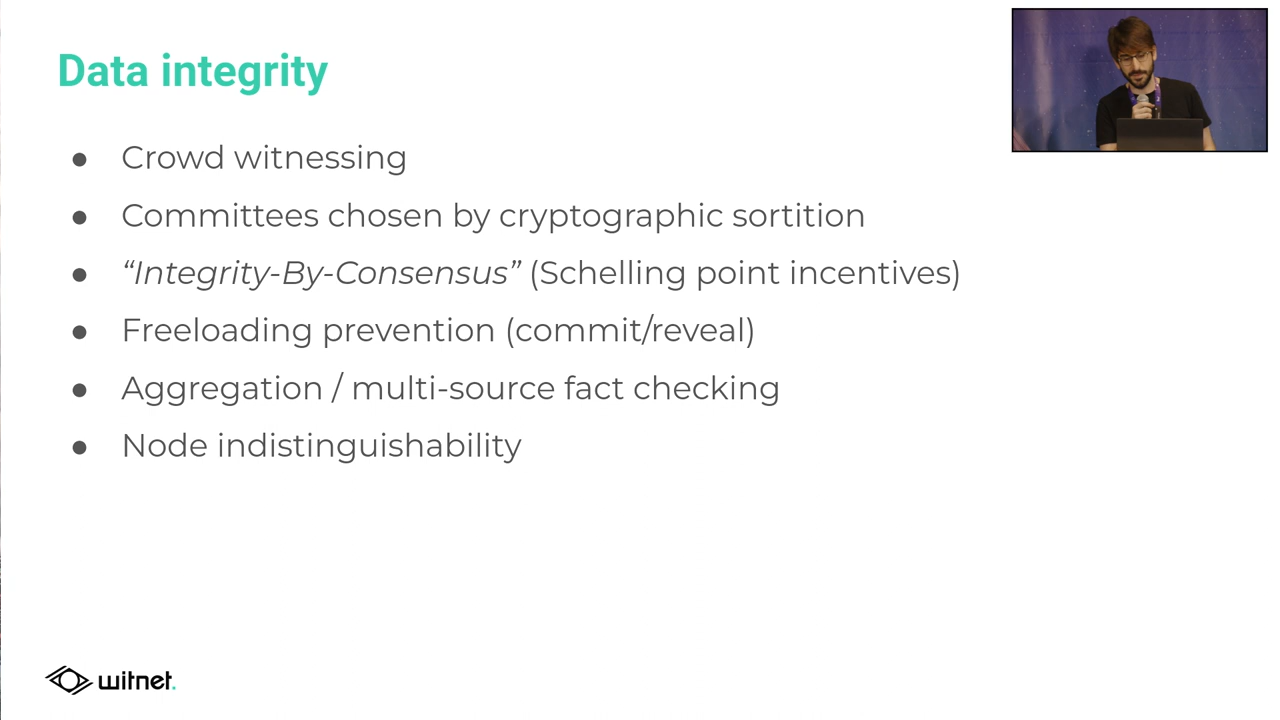 Data integrity
● Crowd witnessing
● Committees chosen by cryptographic sortition
● “Integrity-By-Consensus” (Schelling point incentives)
● Freeloading prevention (commit/reveal)
● Aggregation / multi-source fact checking
● Node indistinguishability
witnet.